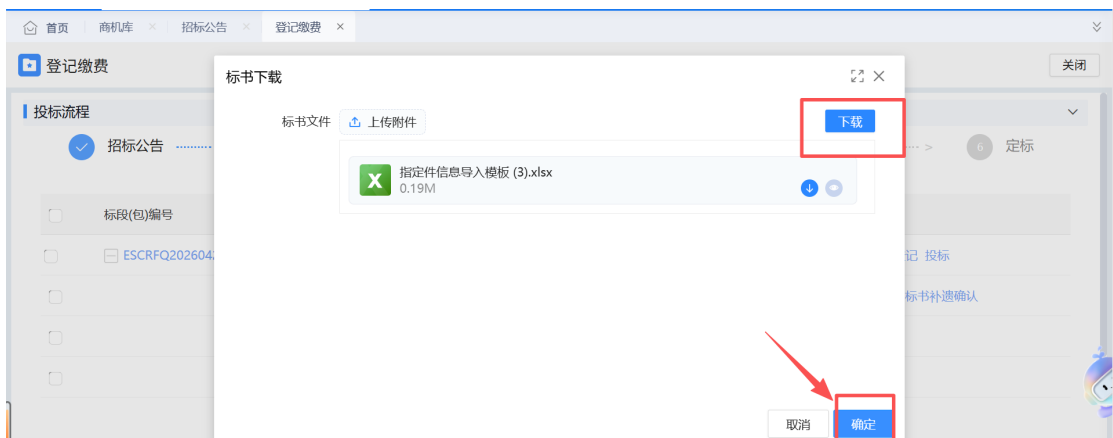 首页 商机库 招标公告 登记缴费
登记缴费 关闭
标书下载
投标流程
标书文件 上传附件 下载
招标公告 6 定标
指定件信息导入模板 (3).xlsx
0.19M
标段(包)编号
ESCRFQ202604 记 投标
标书补遗确认
取消 确定